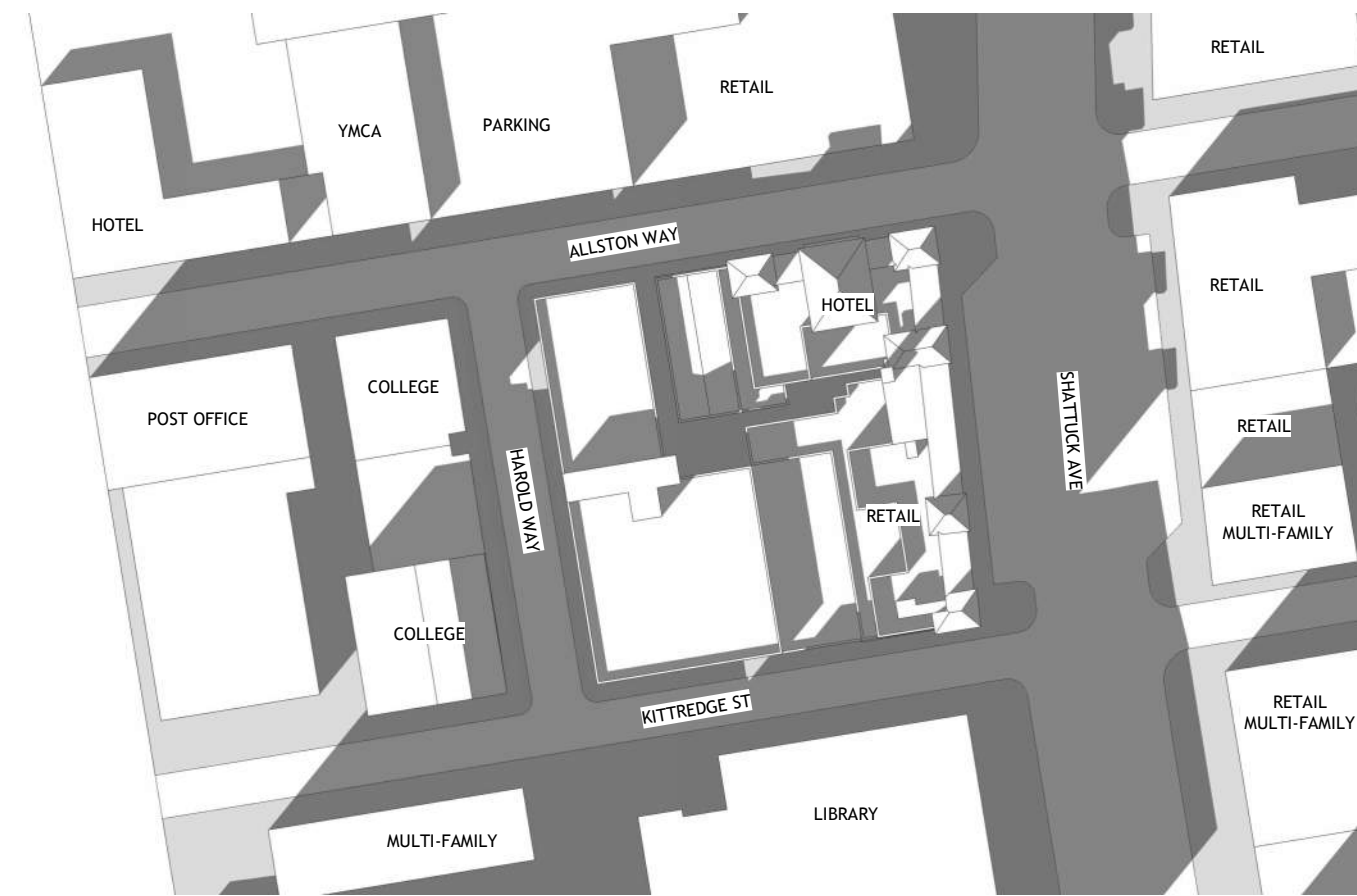 RETAIL
RETAIL
YMCA
PARKING
HOTEL
ALLSTON WAY
RETAIL
HOTEL
COLLEGE
POST OFFICE
SHATTUCK AVE
RETAIL
HAROLD WAY
RETAIL
RETAIL
MULTI-FAMILY
COLLEGE
KITTREDGE ST
RETAIL
MULTI-FAMILY
LIBRARY
MULTI-FAMILY